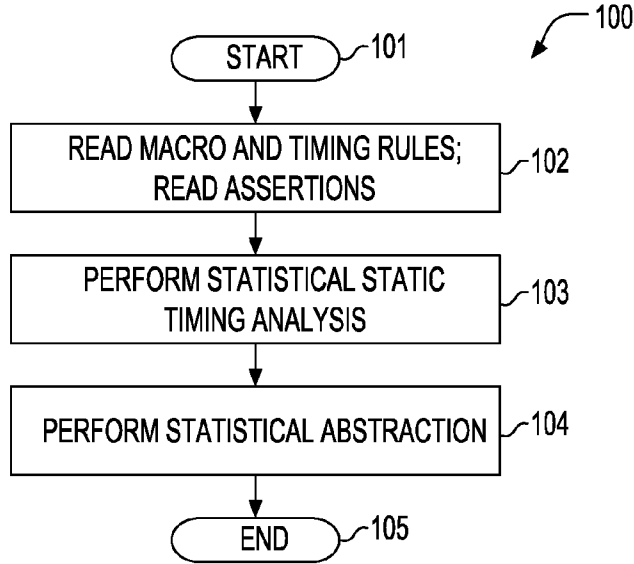 100
START
101
READ MACRO AND TIMING RULES;
READ ASSERTIONS
102
PERFORM STATISTICAL STATIC
TIMING ANALYSIS
103
PERFORM STATISTICAL ABSTRACTION
104
END
105